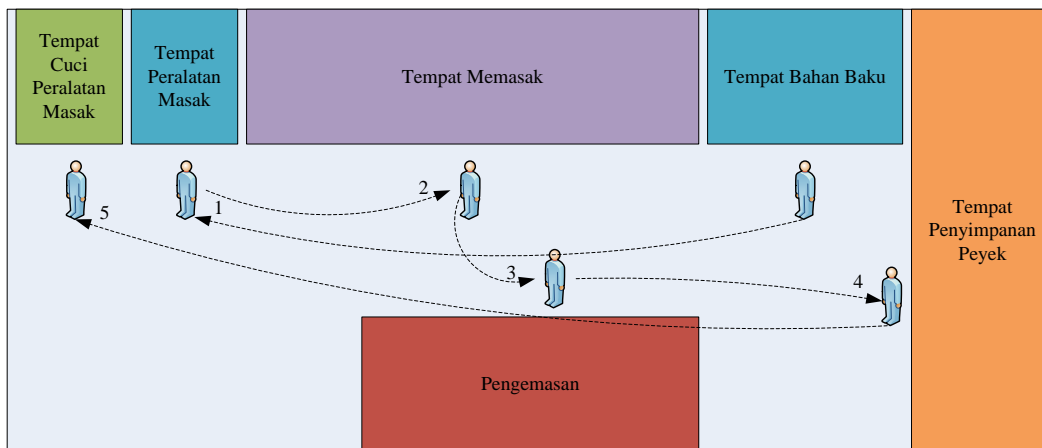 Tempat
Cuci
Peralatan
Masak
Tempat
Peralatan
Masak
Tempat Memasak
Tempat Bahan Baku
Tempat
Penyimpanan
Peyek
5
1
2
3
4
Pengemasan